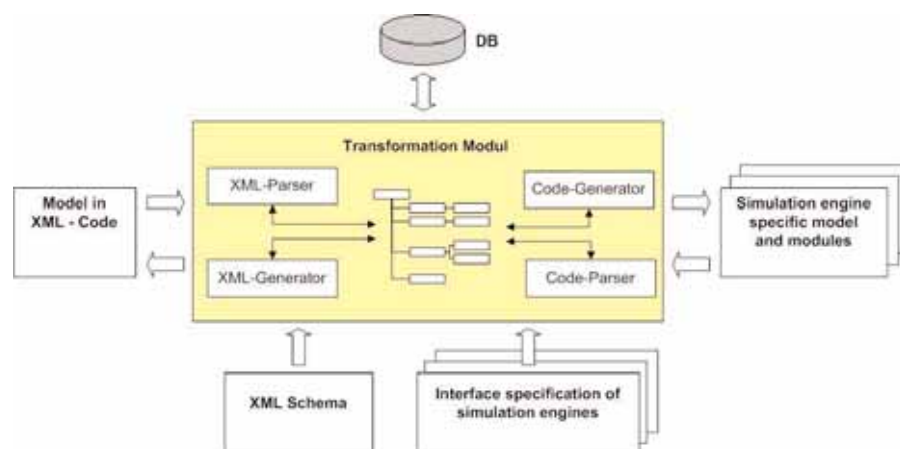 DB
Transformation Modul
XML-Parser
Code-Generator
Model in
XML - Code
Simulation engine
specific model
and modules
XML-Generator
Code-Parser
XML Schema
Interface specification of
simulation engines